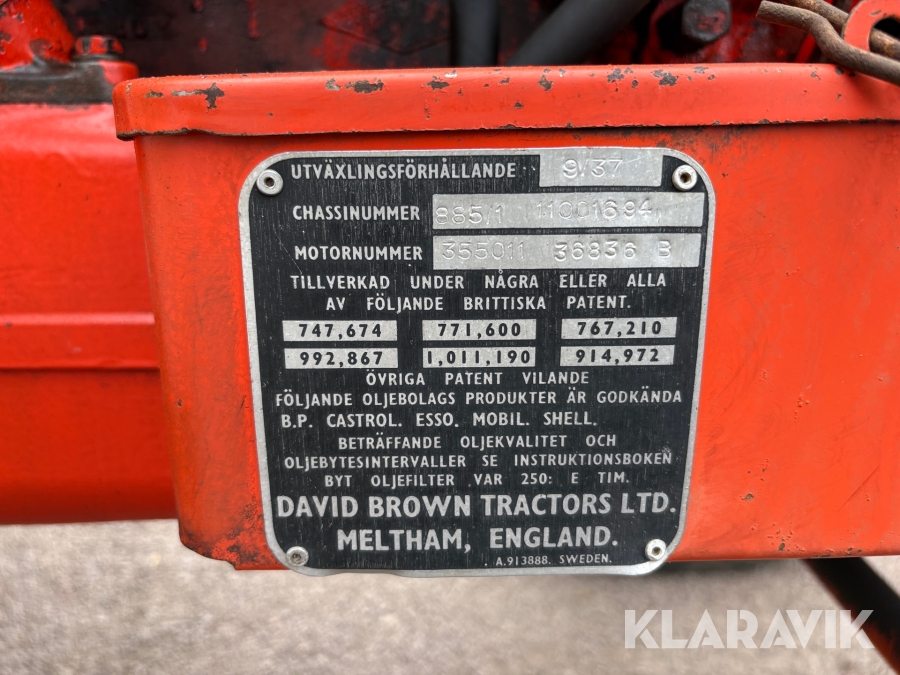 UTVÄXLINGSFÖRHÅLLANDE 9/37
CHASSINUMMER 885/1 11001694
MOTORNUMMER 355011 36836 B
TILLVERKAD UNDER NÅGRA ELLER ALLA
AV FÖLJANDE BRITTISKA PATENT.
747,674 771,600 767,210
992,867 1,011,190 914,972
ÖVRIGA PATENT VILANDE
FÖLJANDE OLJEBOLAGS PRODUKTER ÄR GODKÄNDA
B.P. CASTROL. ESSO. MOBIL. SHELL.
BETRÄFFANDE OLJEKVALITET OCH
OLJEBYTESINTERVALLER SE INSTRUKTIONSBOKEN
BYT OLJEFILTER VAR 250: E TIM.
DAVID BROWN TRACTORS LTD.
MELTHAM, ENGLAND.
A.913888. SWEDEN.
KLARAVIK